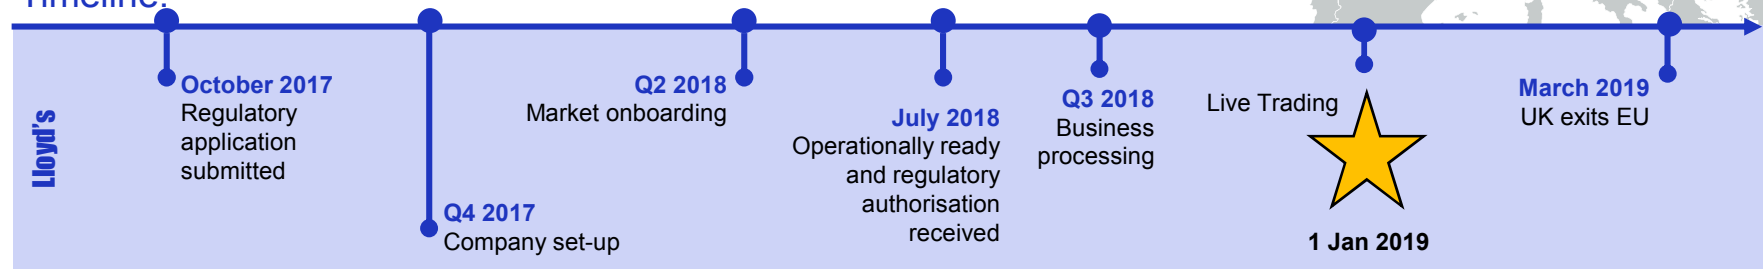 Timeline:
Lloyd's
October 2017
Regulatory
application
submitted
Q4 2017
Company set-up
Q2 2018
Market onboarding
July 2018
Operationally ready
and regulatory
authorisation
received
Q3 2018
Business
processing
Live Trading
1 Jan 2019
March 2019
UK exits EU